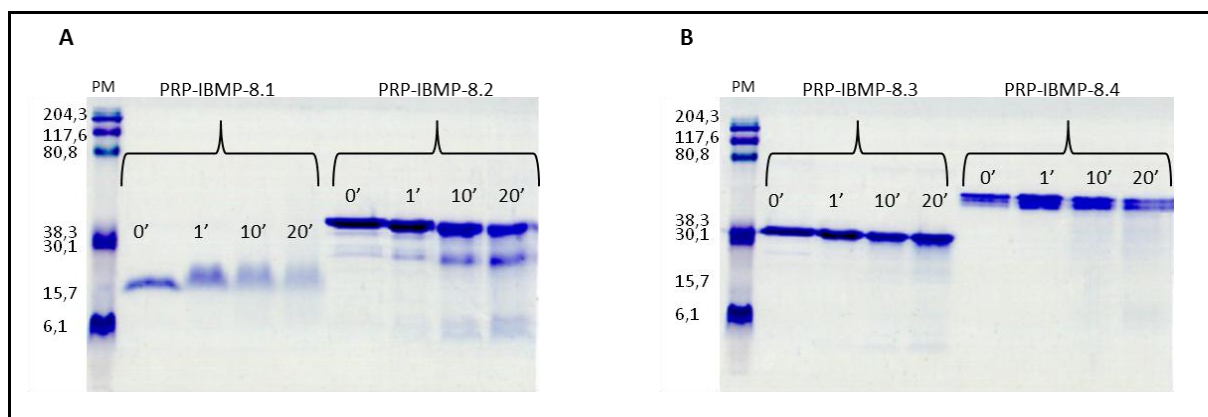 A
B
PM PRP-IBMP-8.1 PRP-IBMP-8.2
204,3
117,6
80,8
0’ 1’ 10’ 20’
38,3
30,1
0’ 1’ 10’ 20’
15,7
6,1
PM PRP-IBMP-8.3 PRP-IBMP-8.4
204,3
117,6
80,8
0’ 1’ 10’ 20’
0’ 1’ 10’ 20’
38,3
30,1
15,7
6,1